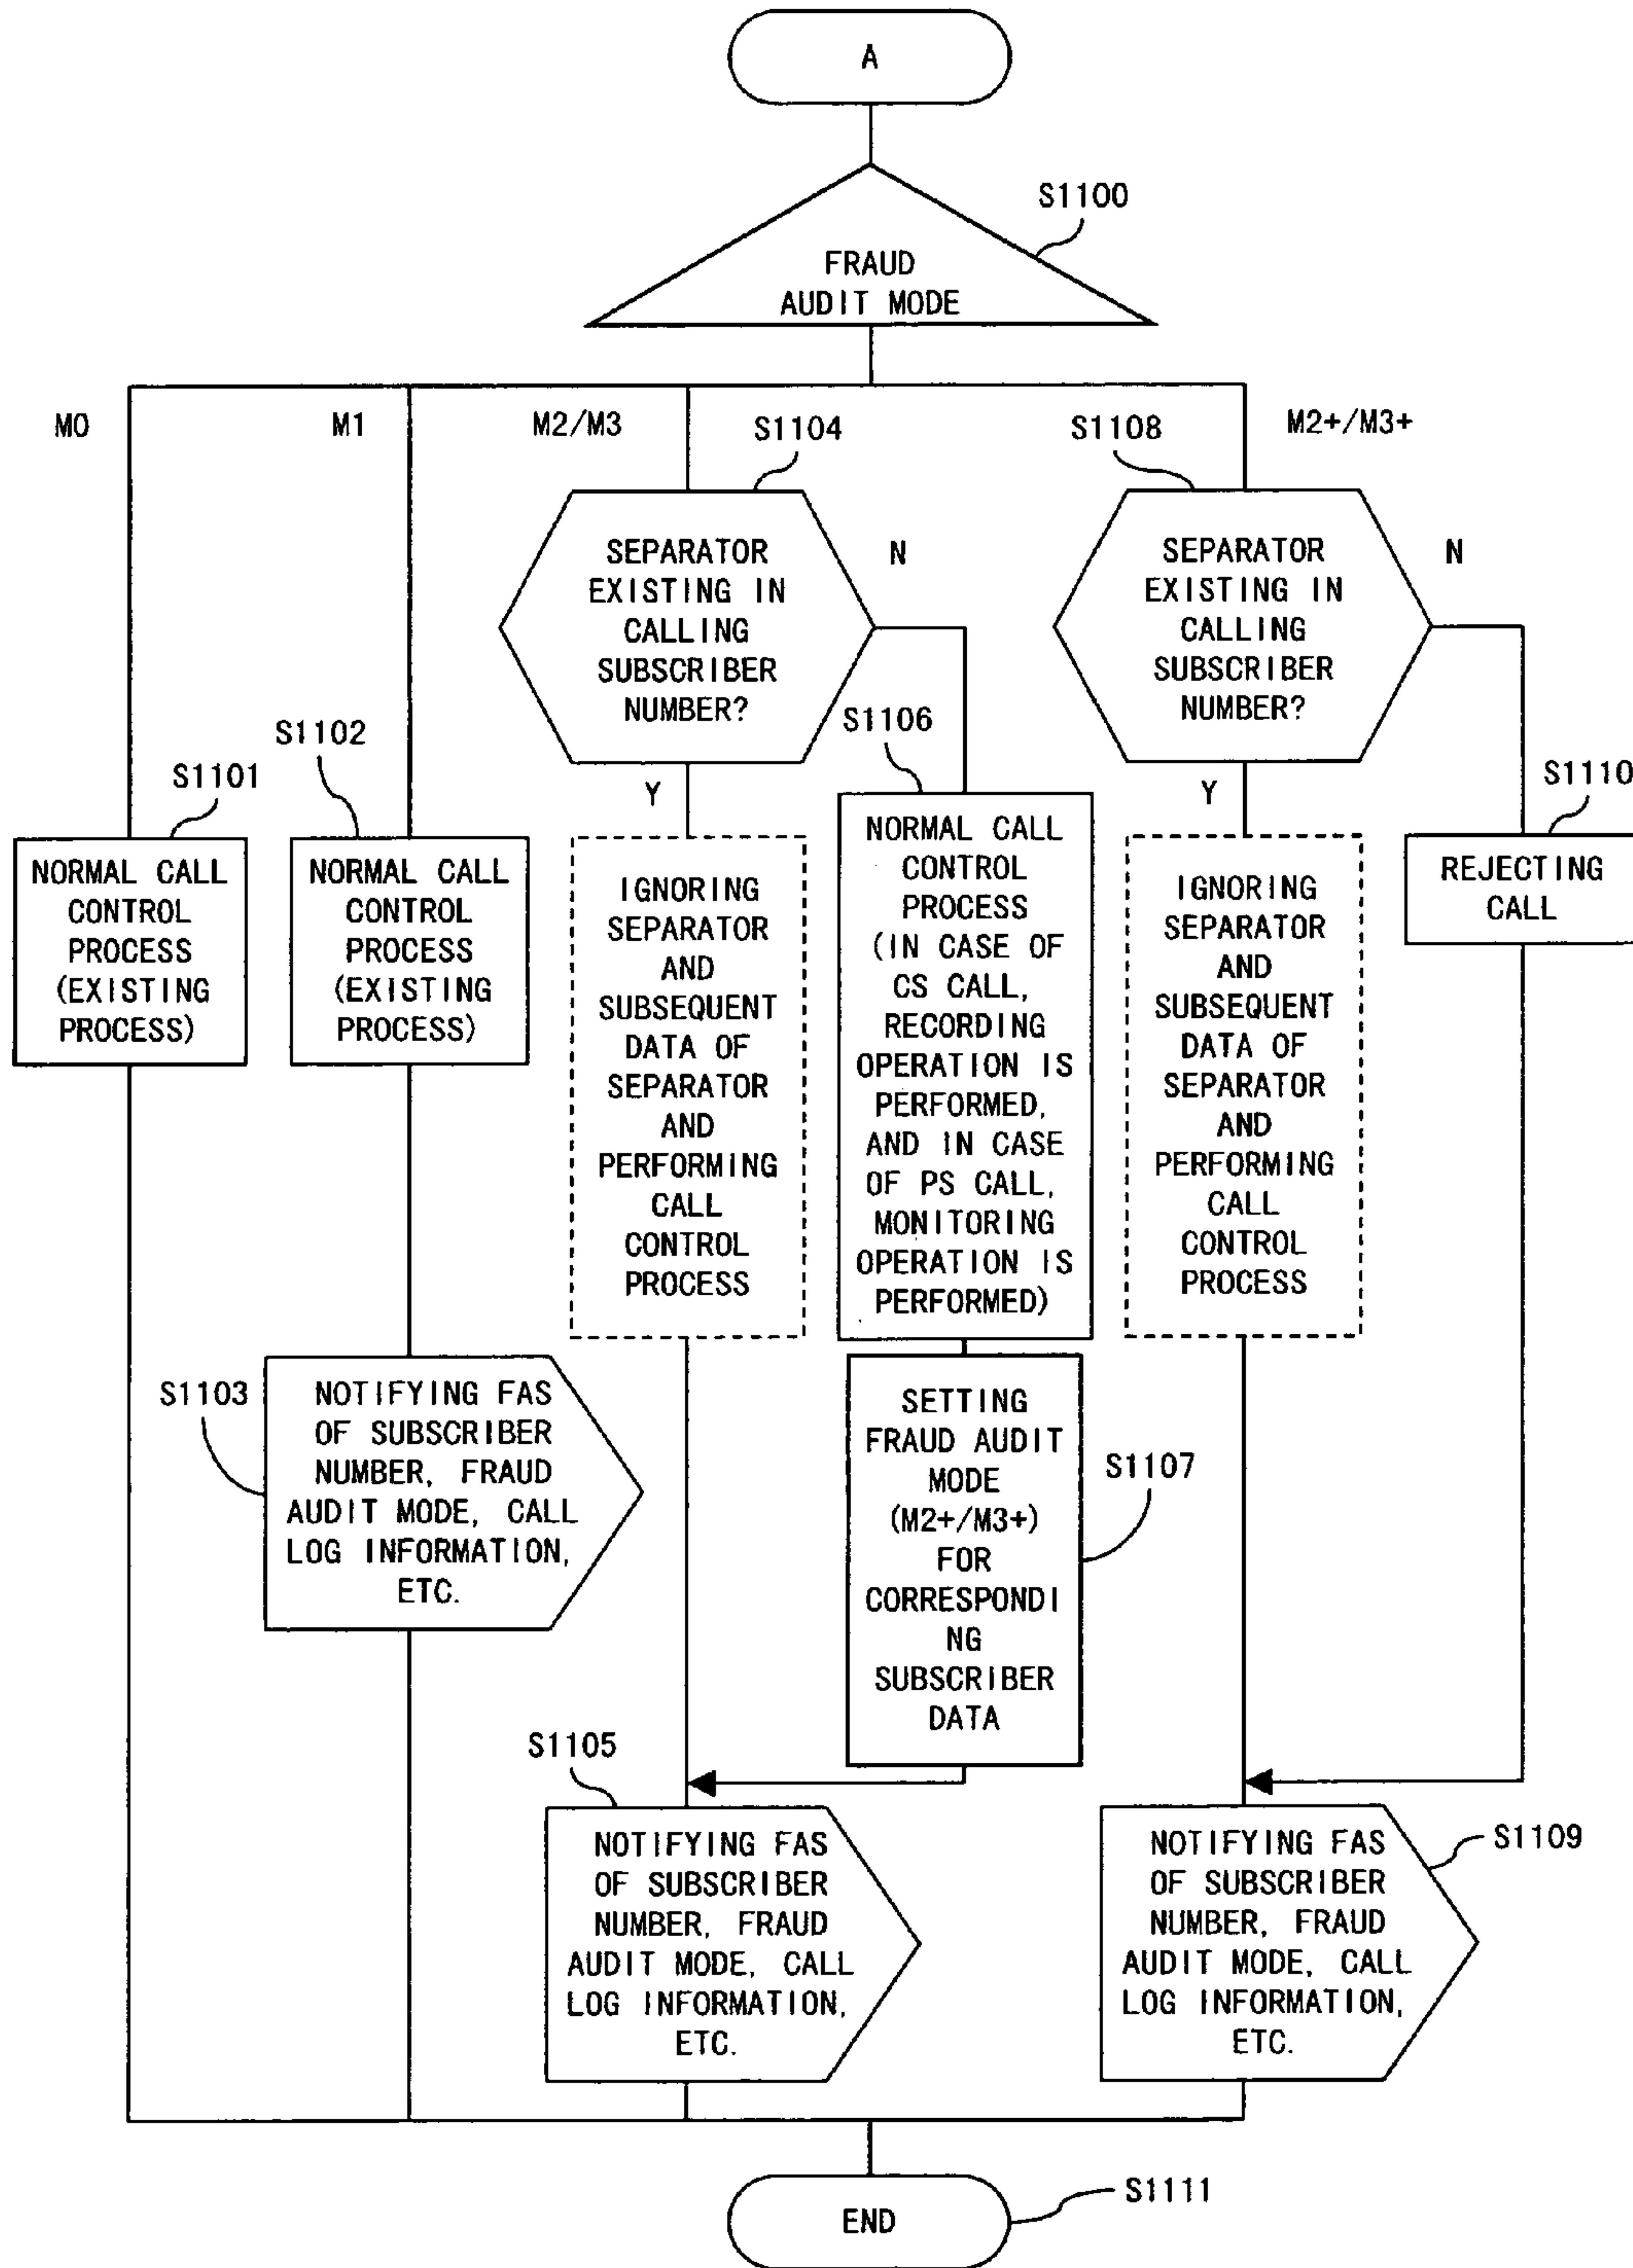 A
S1100
FRAUD
AUDIT MODE
M0
M1
M2/M3
S1104
S1108
M2+/M3+
SEPARATOR
EXISTING IN
CALLING
SUBSCRIBER
NUMBER?
N
SEPARATOR
EXISTING IN
CALLING
SUBSCRIBER
NUMBER?
N
S1101
S1102
Y
S1106
Y
S1110
NORMAL CALL
CONTROL
PROCESS
(EXISTING
PROCESS)
NORMAL CALL
CONTROL
PROCESS
(EXISTING
PROCESS)
IGNORING
SEPARATOR
AND
SUBSEQUENT
DATA OF
SEPARATOR
AND
PERFORMING
CALL
CONTROL
PROCESS
NORMAL CALL
CONTROL
PROCESS
(IN CASE OF
CS CALL,
RECORDING
OPERATION IS
PERFORMED,
AND IN CASE
OF PS CALL,
MONITORING
OPERATION IS
PERFORMED)
IGNORING
SEPARATOR
AND
SUBSEQUENT
DATA OF
SEPARATOR
AND
PERFORMING
CALL
CONTROL
PROCESS
REJECTING
CALL
S1103
NOTIFYING FAS
OF SUBSCRIBER
NUMBER, FRAUD
AUDIT MODE, CALL
LOG INFORMATION,
ETC.
SETTING
FRAUD AUDIT
MODE
(M2+/M3+)
FOR
CORRESPONDI
NG
SUBSCRIBER
DATA
S1107
S1105
NOTIFYING FAS
OF SUBSCRIBER
NUMBER, FRAUD
AUDIT MODE, CALL
LOG INFORMATION,
ETC.
NOTIFYING FAS
OF SUBSCRIBER
NUMBER, FRAUD
AUDIT MODE, CALL
LOG INFORMATION,
ETC.
S1109
END
S1111